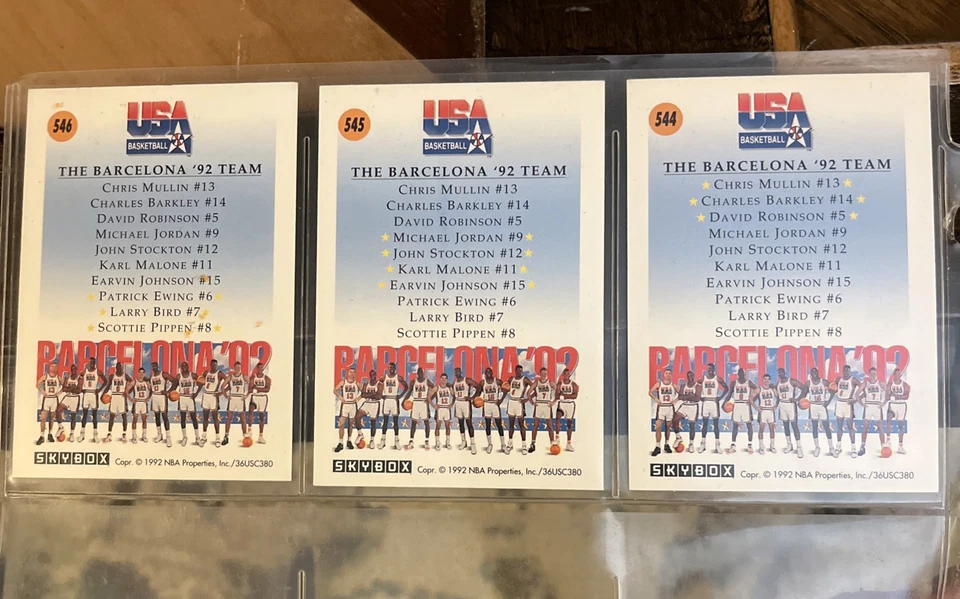 546
USA
BASKETBALL
THE BARCELONA '92 TEAM
CHRIS MULLIN #13
CHARLES BARKLEY #14
DAVID ROBINSON #5
MICHAEL JORDAN #9
JOHN STOCKTON #12
KARL MALONE #11
EARVIN JOHNSON #15
PATRICK EWING #6
LARRY BIRD #7
SCOTTIE PIPPEN #8
BARCELONA '92
SKYBOX Copr. © 1992 NBA Properties, Inc./36USC380
545
USA
BASKETBALL
THE BARCELONA '92 TEAM
CHRIS MULLIN #13
CHARLES BARKLEY #14
DAVID ROBINSON #5
MICHAEL JORDAN #9
JOHN STOCKTON #12
KARL MALONE #11
EARVIN JOHNSON #15
PATRICK EWING #6
LARRY BIRD #7
SCOTTIE PIPPEN #8
BARCELONA '92
SKYBOX Copr. © 1992 NBA Properties, Inc./36USC380
544
USA
BASKETBALL
THE BARCELONA '92 TEAM
CHRIS MULLIN #13
CHARLES BARKLEY #14
DAVID ROBINSON #5
MICHAEL JORDAN #9
JOHN STOCKTON #12
KARL MALONE #11
EARVIN JOHNSON #15
PATRICK EWING #6
LARRY BIRD #7
SCOTTIE PIPPEN #8
BARCELONA '92
SKYBOX Copr. © 1992 NBA Properties, Inc./36USC380